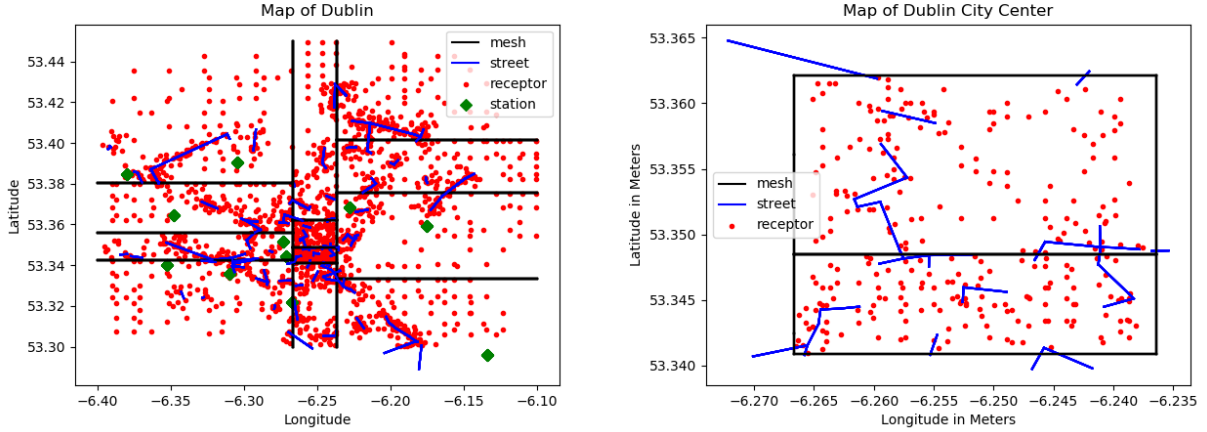 Map of Dublin
mesh
street
receptor
station
53.44
53.42
53.40
53.38
53.36
53.34
53.32
53.30
Latitude
−6.40
−6.35
−6.30
−6.25
−6.20
−6.15
−6.10
Longitude
Map of Dublin City Center
mesh
street
receptor
53.365
53.360
53.355
53.350
53.345
53.340
Latitude in Meters
−6.270
−6.265
−6.260
−6.255
−6.250
−6.245
−6.240
−6.235
Longitude in Meters